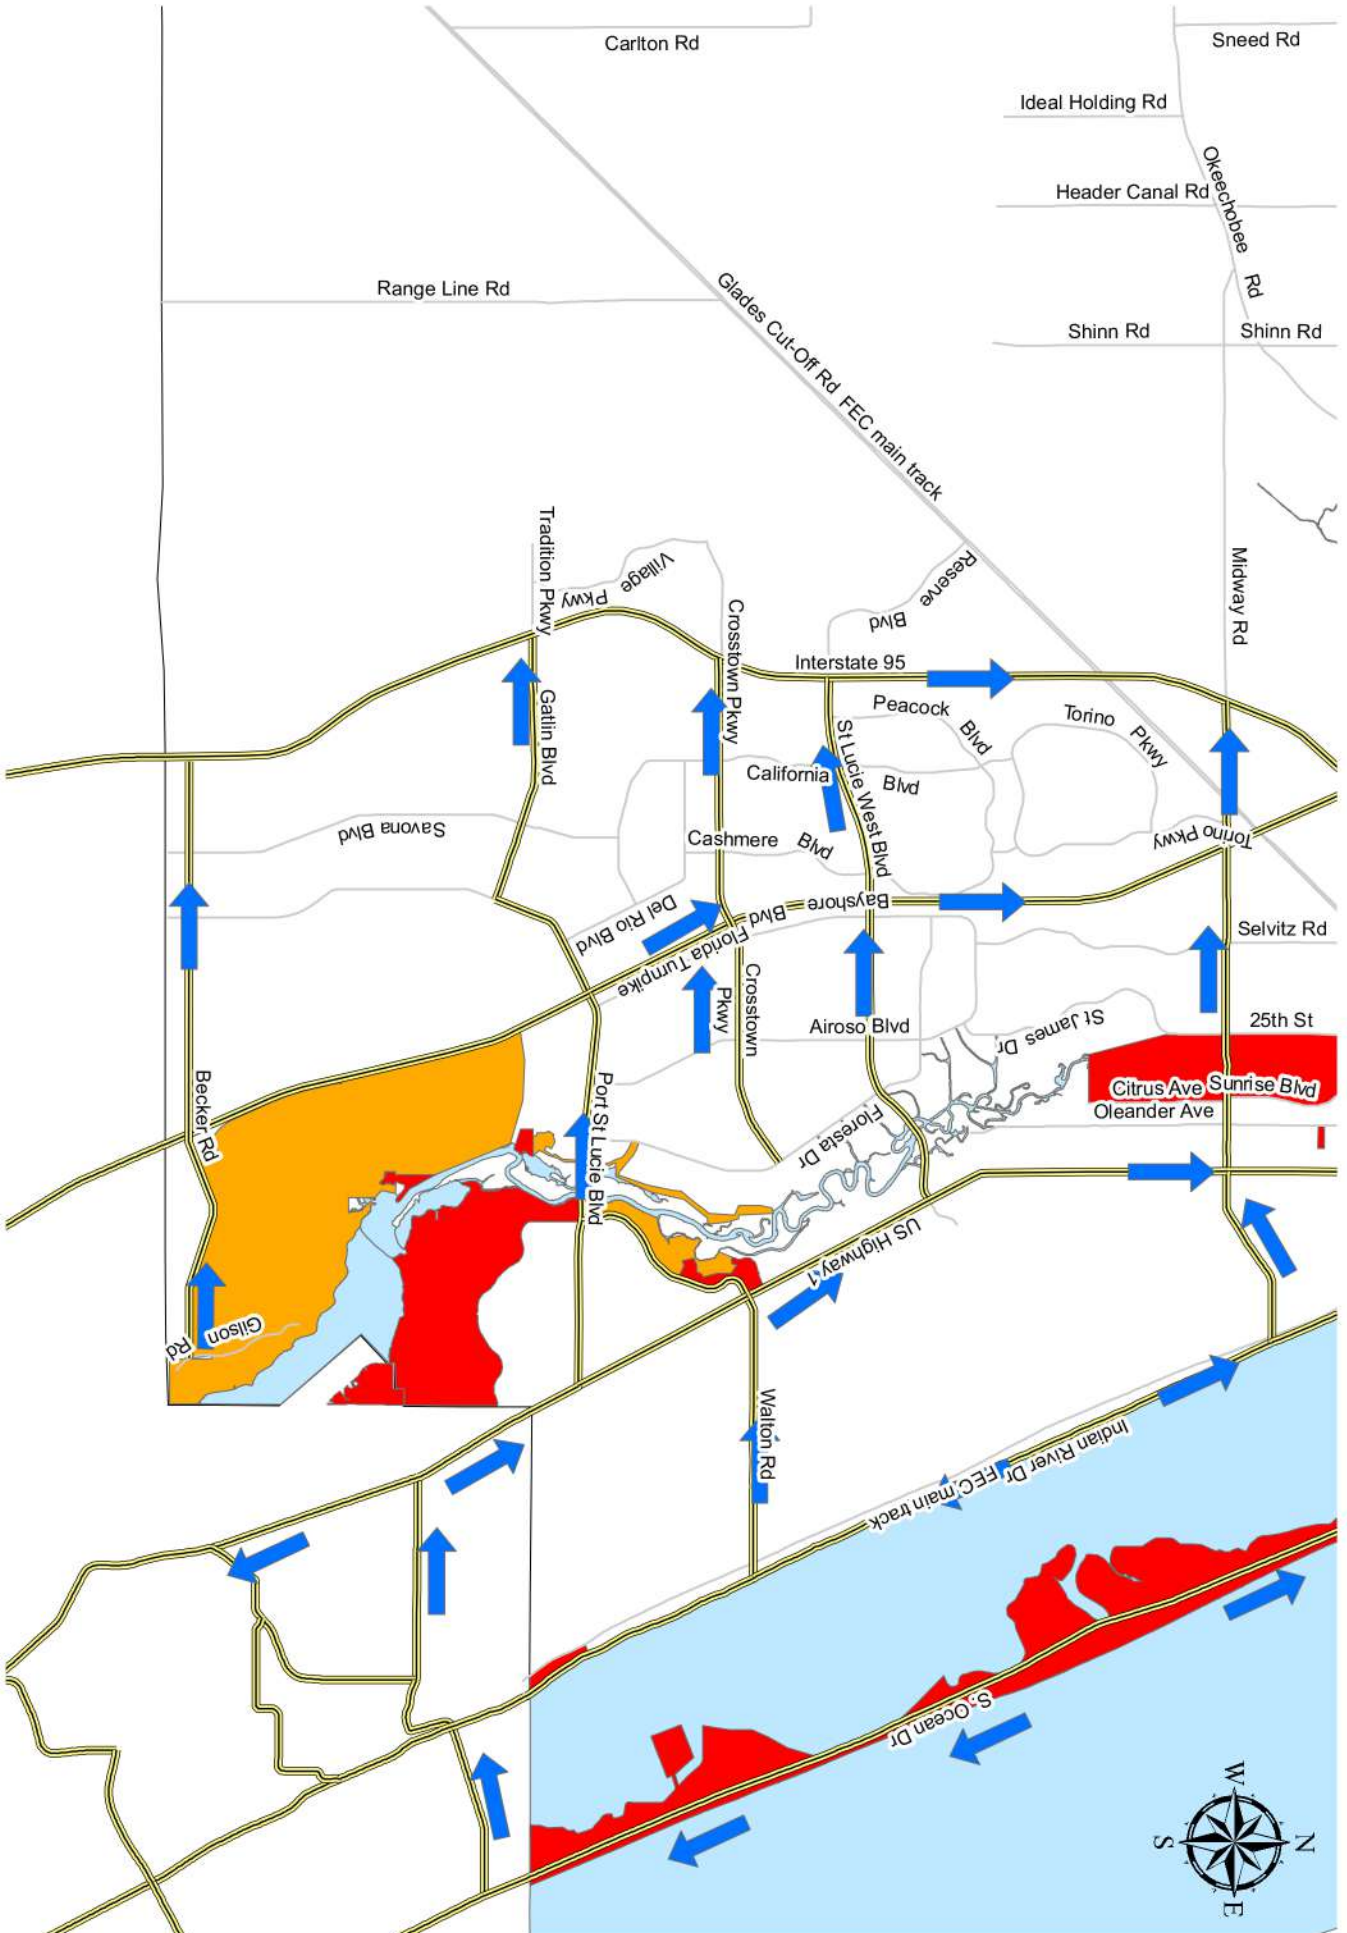 Carlton Rd
Sneed Rd
Ideal Holding Rd
Okeechobee
Rd
Header Canal Rd
Range Line Rd
Glades Cut-Off Rd FEC main track
Shinn Rd
Shinn Rd
Tradition Pkwy
Village
Pkwy
Reserve
Blvd
Midway Rd
Crosstown Pkwy
Interstate 95
Gatlin Blvd
Peacock
Blvd
Torino
Pkwy
St Lucie West Blvd
California
Blvd
Savona Blvd
Cashmere
Blvd
Torino Pkwy
Del Rio Blvd
Bayshore
Blvd
Florida Turnpike
Selvitz Rd
Crosstown
Pkwy
Airoso Blvd
St James Dr
25th St
Becker Rd
Port St Lucie Blvd
Citrus Ave
Sunrise Blvd
Oleander Ave
Floresta Dr
US Highway 1
Gilson
Rd
Walton Rd
Indian River Dr
FEC main track
S. Ocean Dr
W
N
S
E